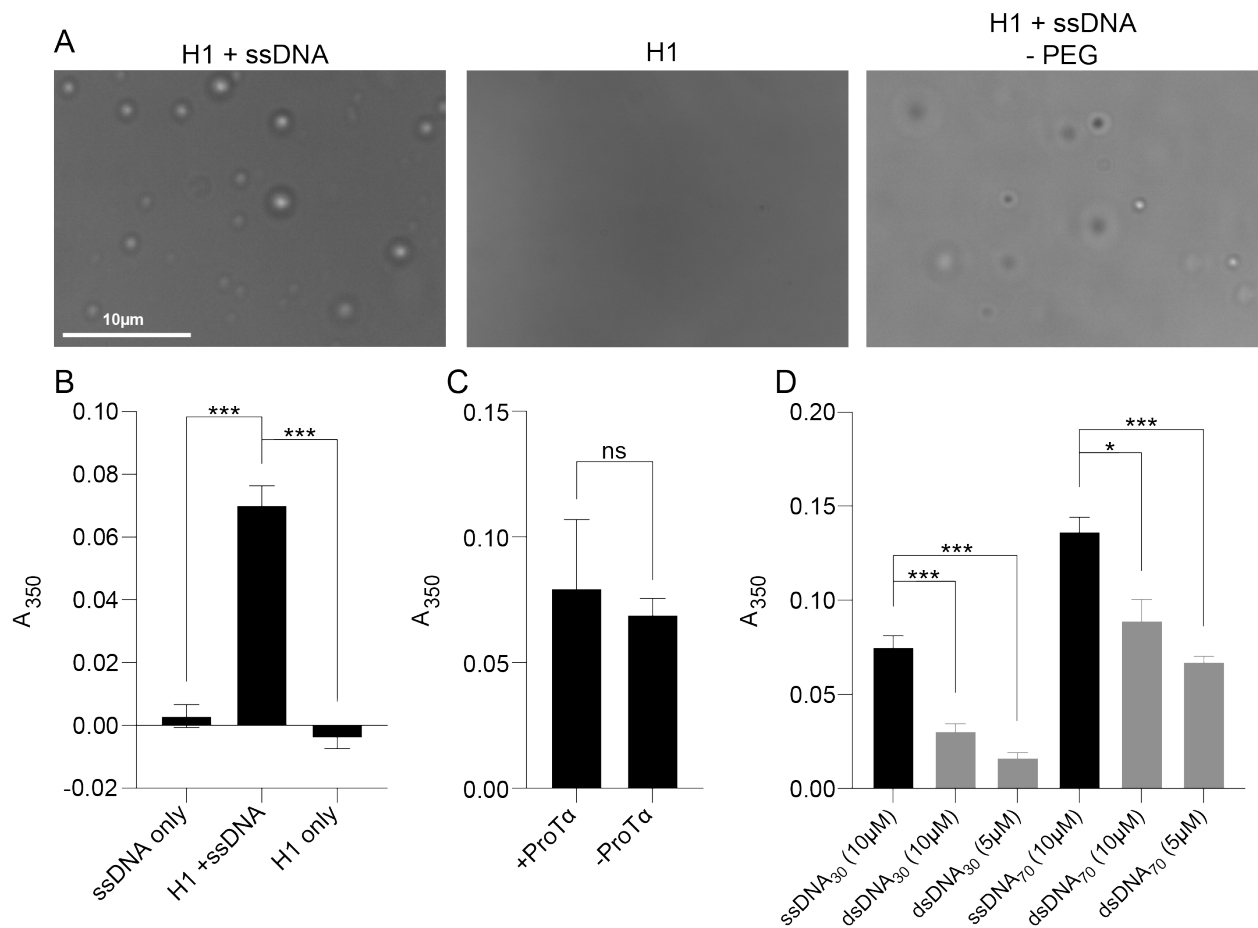 A
H1 + ssDNA
H1
H1 + ssDNA
- PEG
10µm
B
0.10
0.08
0.06
0.04
0.02
0.00
-0.02
A350
***
***
ssDNA only
H1 +ssDNA
H1 only
C
0.15
0.10
0.05
0.00
A350
ns
+ProTα
-ProTα
D
0.20
0.15
0.10
0.05
0.00
A350
***
***
***
*
ssDNA30 (10µM)
dsDNA30 (10µM)
dsDNA30 (5µM)
ssDNA70 (10µM)
dsDNA70 (10µM)
dsDNA70 (5µM)